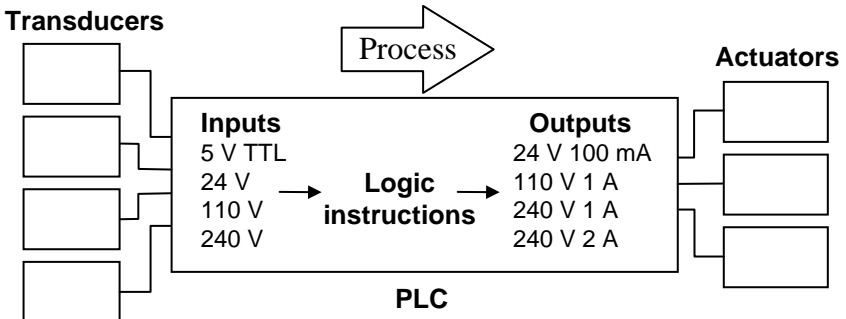 Transducers
Process
Actuators
Inputs
5 V TTL
24 V
110 V
240 V
Logic
instructions
Outputs
24 V 100 mA
110 V 1 A
240 V 1 A
240 V 2 A
PLC